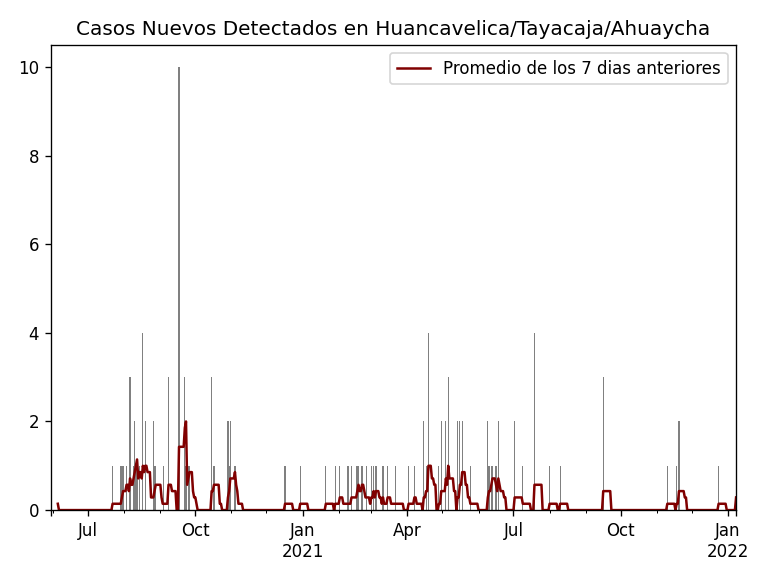 Casos Nuevos Detectados en Huancavelica/Tayacaja/Ahuaycha
Promedio de los 7 dias anteriores
10
8
6
4
2
0
Jul
Oct
Jan
2021
Apr
Jul
Oct
Jan
2022